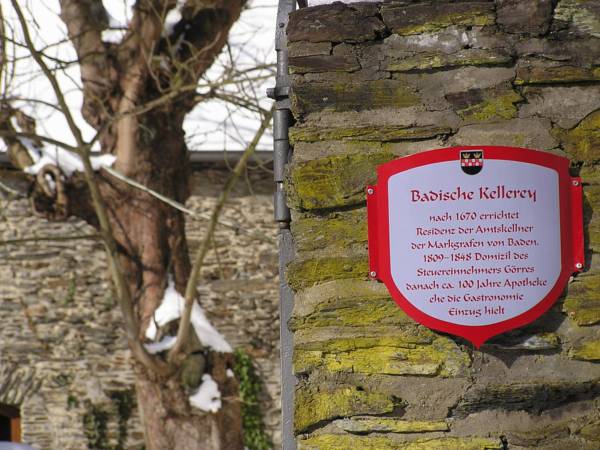 Badische Kellerey
nach 1670 errichtet
Residenz der Amtskellner
der Markgrafen von Baden.
1809-1848 Domizil des
Steuereinnehmers Görres
danach ca. 100 Jahre Apotheke
ehe die Gastronomie
Einzug hielt